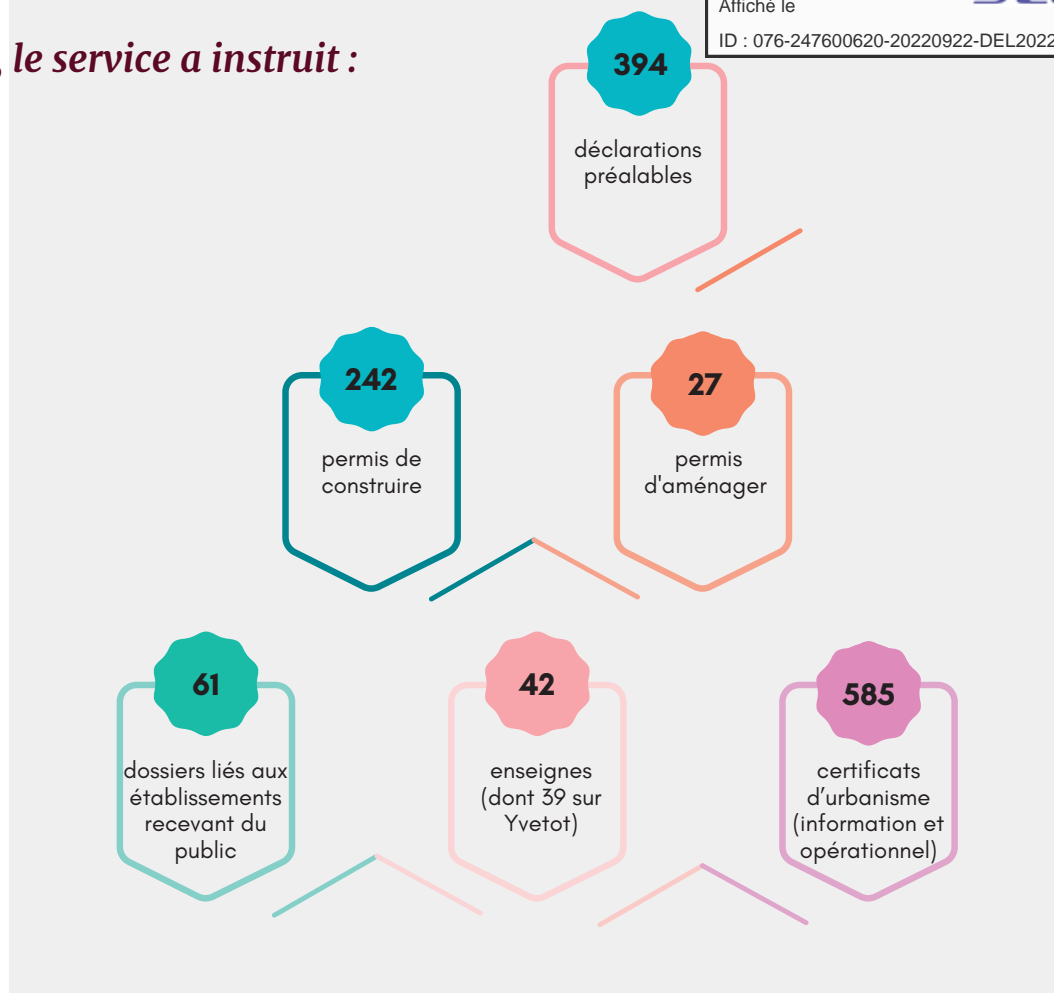 Affiché le
ID : 076-247600620-20220922-DEL2022
, le service a instruit :
394
déclarations
préalables
242
permis de
construire
27
permis
d'aménager
61
dossiers liés aux
établissements
recevant du
public
42
enseignes
(dont 39 sur
Yvetot)
585
certificats
d’urbanisme
(information et
opérationnel)